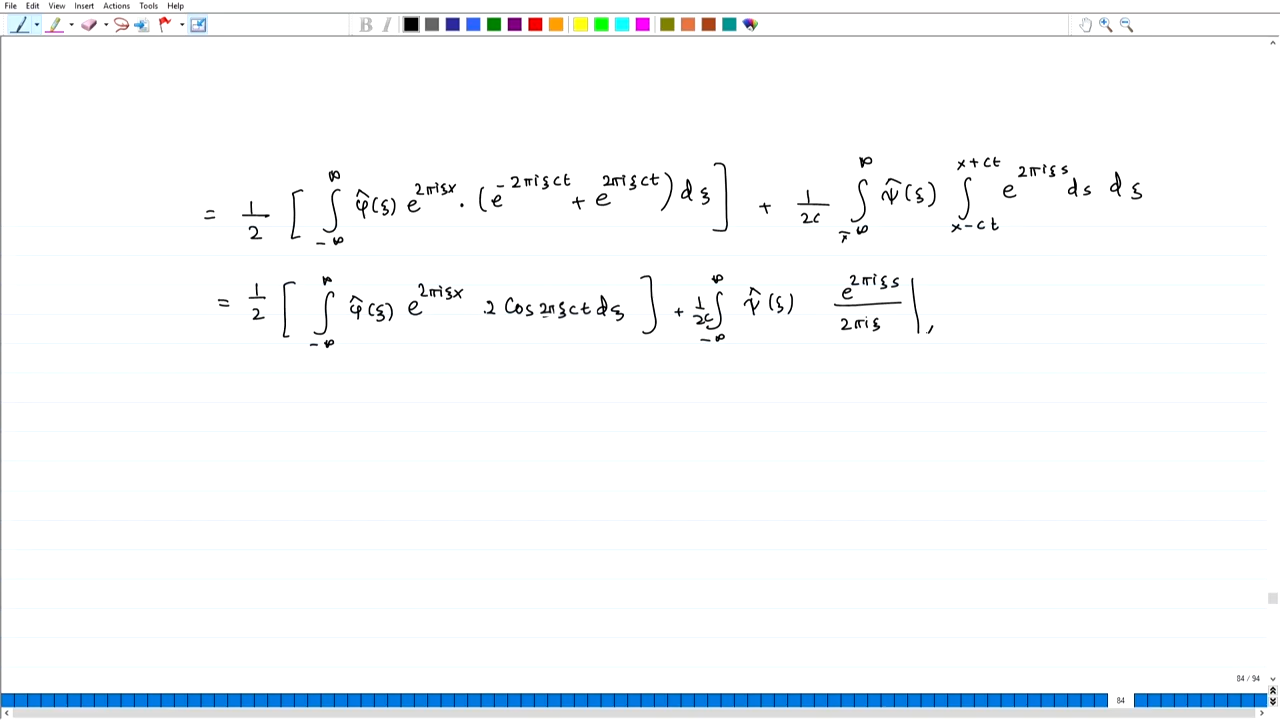 File Edit View Insert Actions Tools Help
B I
= 1/2 [ ∫_{-∞}^{∞} φ̂(ξ) e^{2πiξx} . (e^{-2πiξct} + e^{2πiξct}) dξ ] + 1/2c ∫_{-∞}^{∞} ψ̂(ξ) ∫_{x-ct}^{x+ct} e^{2πiξs} ds dξ
= 1/2 [ ∫_{-∞}^{∞} φ̂(ξ) e^{2πiξx} . 2 Cos 2πξct dξ ] + 1/2c ∫_{-∞}^{∞} ψ̂(ξ) e^{2πiξs}/2πiξ |,
84 / 94
84